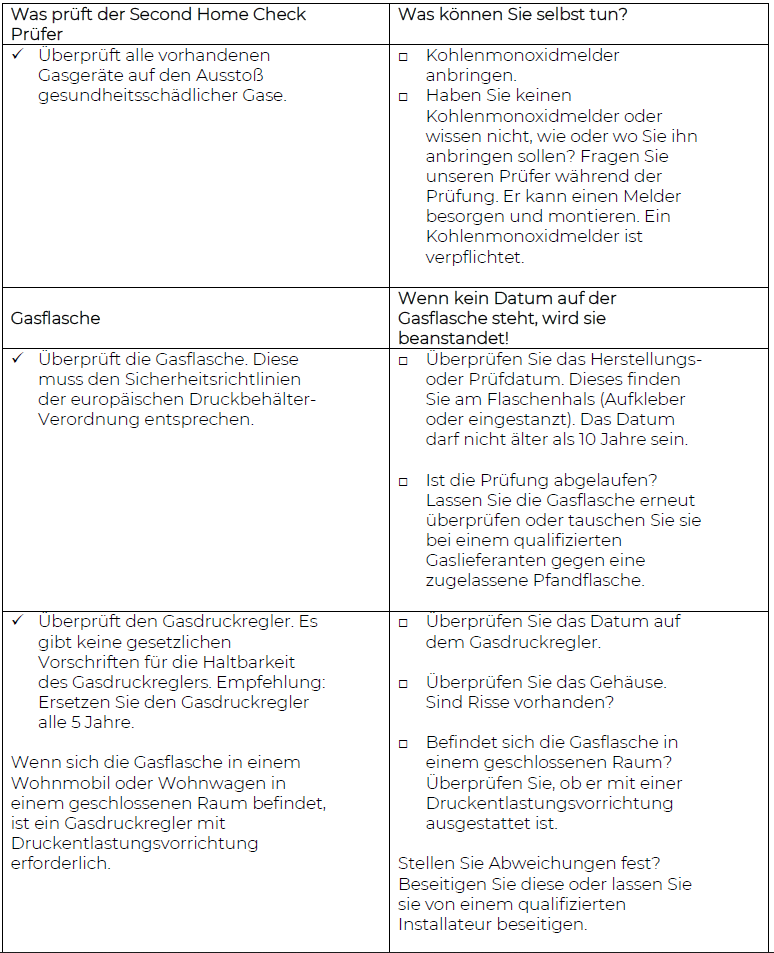 Was prüft der Second Home Check
Prüfer
Was können Sie selbst tun?
✓ Überprüft alle vorhandenen
Gasgeräte auf den Ausstoß
gesundheitsschädlicher Gase.
□ Kohlenmonoxidmelder
anbringen.
□ Haben Sie keinen
Kohlenmonoxidmelder oder
wissen nicht, wie oder wo Sie ihn
anbringen sollen? Fragen Sie
unseren Prüfer während der
Prüfung. Er kann einen Melder
besorgen und montieren. Ein
Kohlenmonoxidmelder ist
verpflichtet.
Gasflasche
Wenn kein Datum auf der
Gasflasche steht, wird sie
beanstandet!
✓ Überprüft die Gasflasche. Diese
muss den Sicherheitsrichtlinien
der europäischen Druckbehälter-
Verordnung entsprechen.
□ Überprüfen Sie das Herstellungs-
oder Prüfdatum. Dieses finden
Sie am Flaschenhals (Aufkleber
oder eingestanzt). Das Datum
darf nicht älter als 10 Jahre sein.
□ Ist die Prüfung abgelaufen?
Lassen Sie die Gasflasche erneut
überprüfen oder tauschen Sie sie
bei einem qualifizierten
Gaslieferanten gegen eine
zugelassene Pfandflasche.
✓ Überprüft den Gasdruckregler. Es
gibt keine gesetzlichen
Vorschriften für die Haltbarkeit
des Gasdruckreglers. Empfehlung:
Ersetzen Sie den Gasdruckregler
alle 5 Jahre.
Wenn sich die Gasflasche in einem
Wohnmobil oder Wohnwagen in
einem geschlossenen Raum befindet,
ist ein Gasdruckregler mit
Druckentlastungsvorrichtung
erforderlich.
□ Überprüfen Sie das Datum auf
dem Gasdruckregler.
□ Überprüfen Sie das Gehäuse.
Sind Risse vorhanden?
□ Befindet sich die Gasflasche in
einem geschlossenen Raum?
Überprüfen Sie, ob er mit einer
Druckentlastungsvorrichtung
ausgestattet ist.
Stellen Sie Abweichungen fest?
Beseitigen Sie diese oder lassen Sie
sie von einem qualifizierten
Installateur beseitigen.